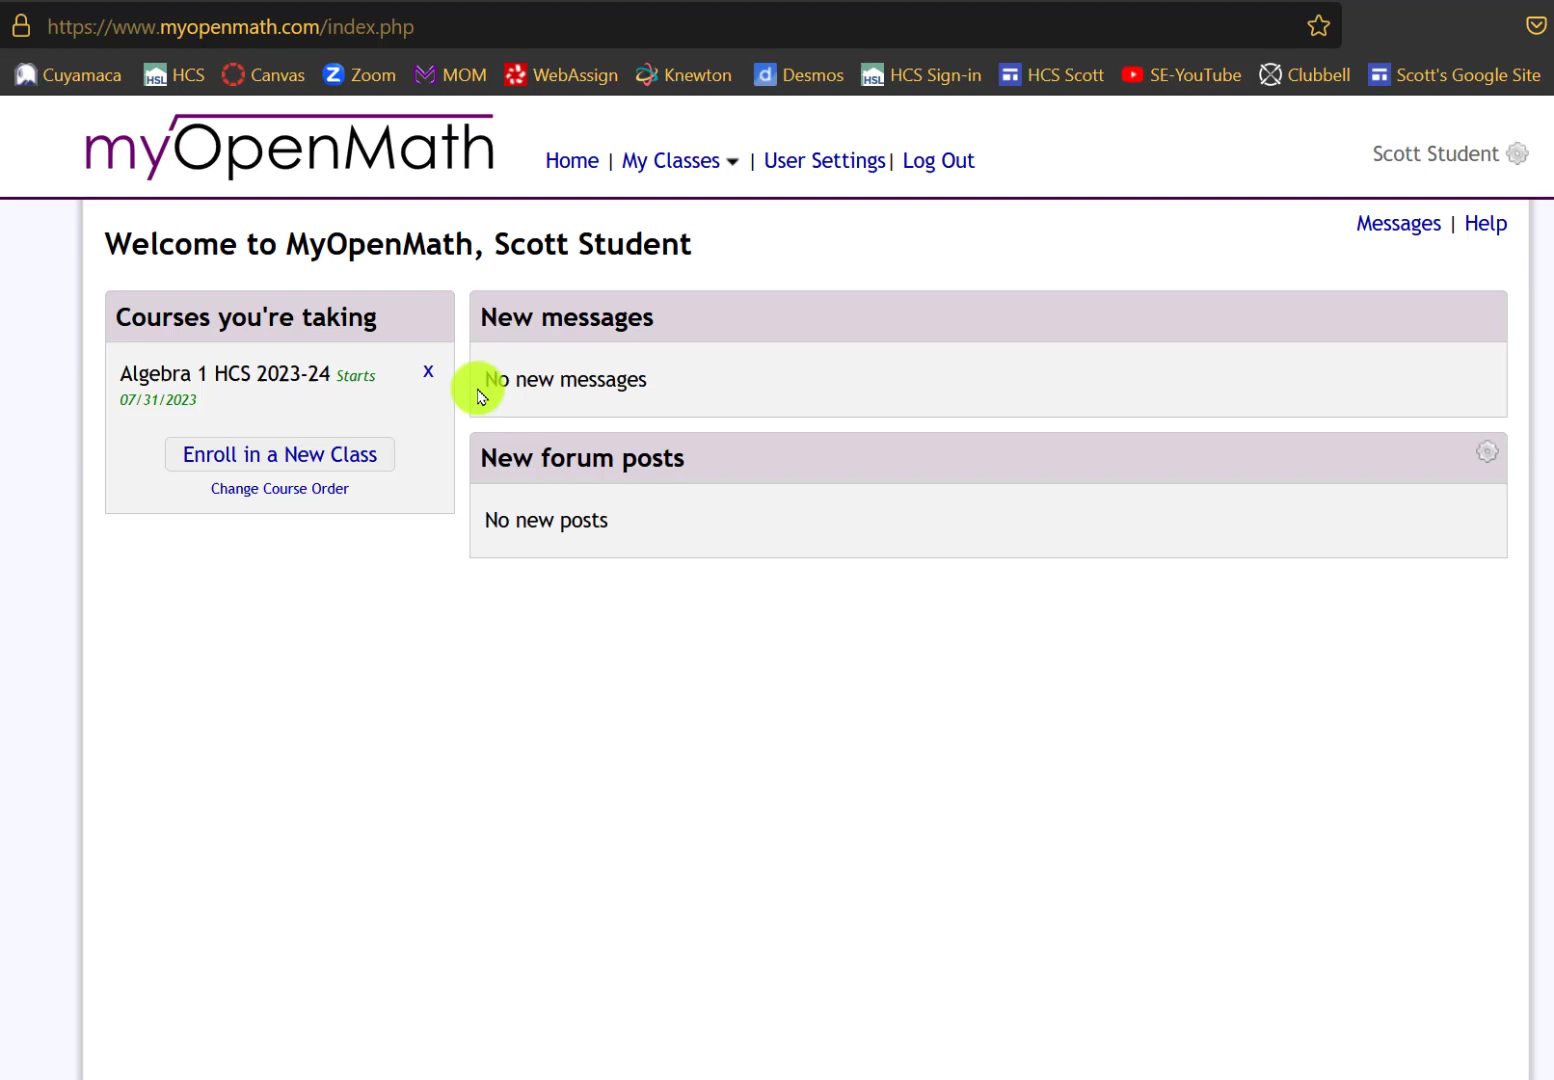 https://www.myopenmath.com/index.php
Cuyamaca HSL HCS Canvas Z Zoom MOM WebAssign Knewton d Desmos HSL HCS Sign-in HCS Scott SE-YouTube Clubbell Scott's Google Site
myOpenMath
Home | My Classes | User Settings | Log Out
Scott Student
Messages | Help
Welcome to MyOpenMath, Scott Student
Courses you're taking
Algebra 1 HCS 2023-24 Starts x
07/31/2023
Enroll in a New Class
Change Course Order
New messages
No new messages
New forum posts
No new posts